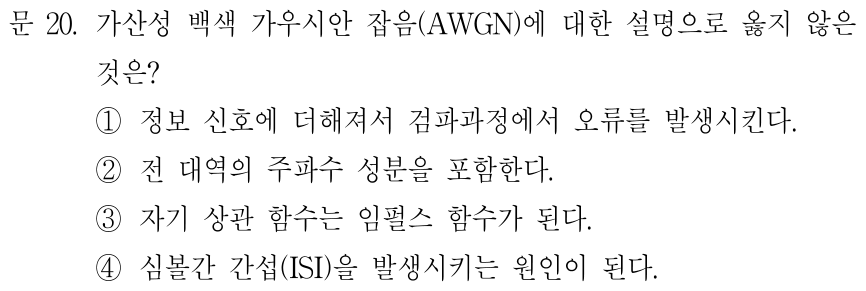 문 20. 가산성 백색 가우시안 잡음(AWGN)에 대한 설명으로 옳지 않은
것은?
① 정보 신호에 더해져서 검파과정에서 오류를 발생시킨다.
② 전 대역의 주파수 성분을 포함한다.
③ 자기 상관 함수는 임펄스 함수가 된다.
④ 심볼간 간섭(ISI)을 발생시키는 원인이 된다.